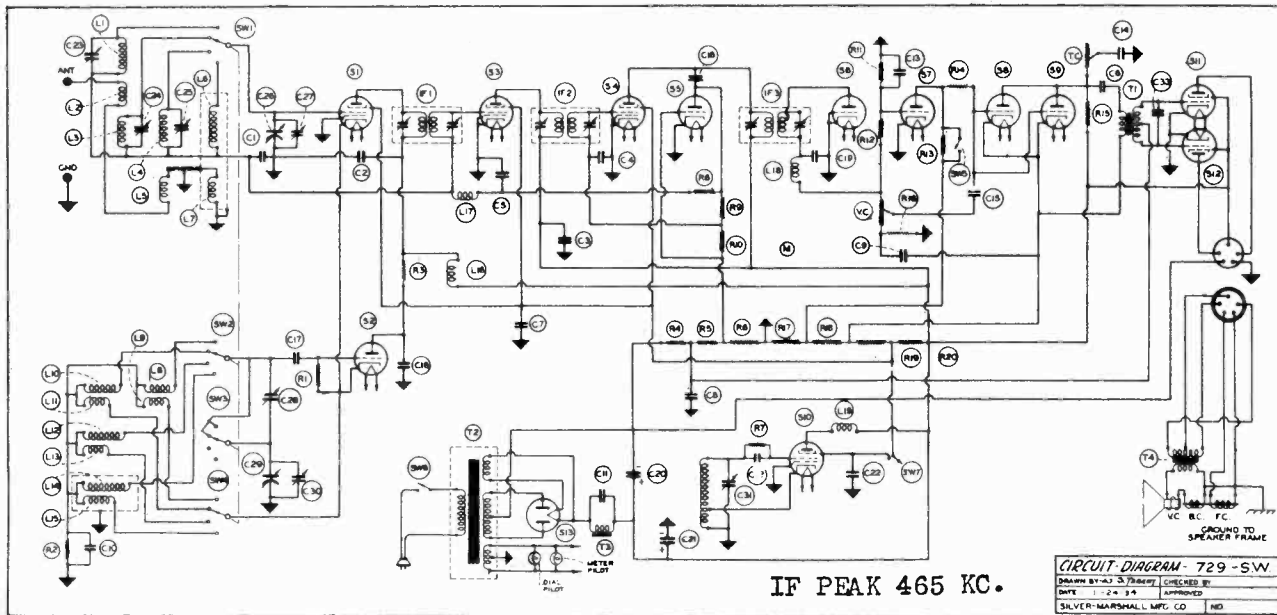 L1
SW1
C23
ANT
L2
L3
C24
C25
L6
L4
L5
L7
GND
C26
C27
C1
S1
C2
IF1
S3
L17
C5
IF2
S4
C4
C3
C18
S5
R8
R9
R10
IF3
L18
S6
C19
R11
C13
R12
VC
R16
C9
M
S7
R14
R13
SW5
C15
S8
S9
TC
C14
C6
R15
T1
C33
S11
S12
R3
L16
C7
SW2
L9
L8
L10
L11
L12
L13
L14
L15
SW3
SW4
R2
C10
C17
R1
S2
C28
C29
C30
C16
R4
R5
R6
R17
R18
R19
R20
C8
T2
SW6
S13
C11
T3
DIAL
PILOT
METER
PILOT
C20
C21
C31
R7
S10
L19
C22
SW7
T4
V.C.
B.C.
F.C.
GROUND TO
SPEAKER FRAME
IF PEAK 465 KC.
CIRCUIT-DIAGRAM- 729 -S.W.
DRAWN BY CHECKED BY
DATE 1-24-34 APPROVED
SILVER-MARSHALL MFG. CO. NO.